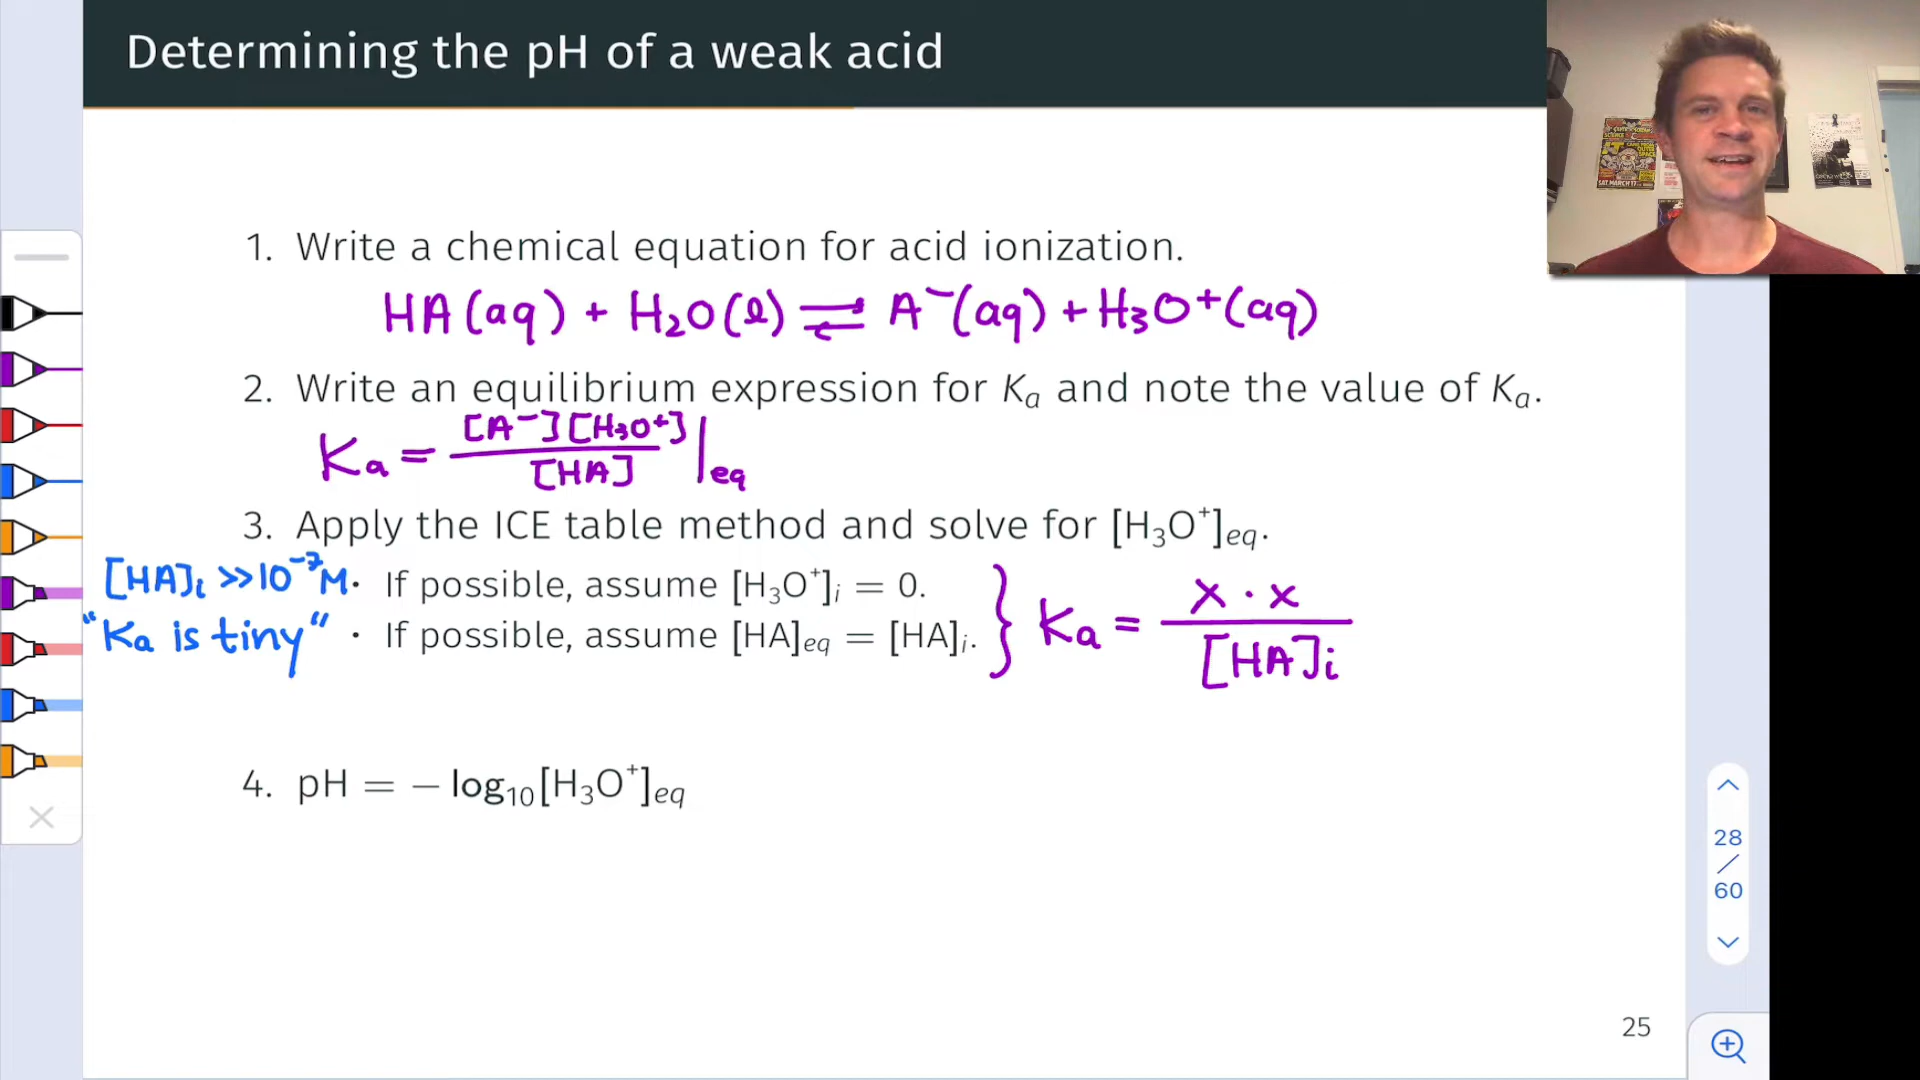 Determining the pH of a weak acid
1. Write a chemical equation for acid ionization.
HA(aq) + H₂O(l) ⇌ A⁻(aq) + H₃O⁺(aq)
2. Write an equilibrium expression for Kₐ and note the value of Kₐ.
Kₐ = [A⁻][H₃O⁺] / [HA] |eq
3. Apply the ICE table method and solve for [H₃O⁺]eq.
[HA]i >> 10⁻⁷ M • If possible, assume [H₃O⁺]i = 0.
"Ka is tiny" • If possible, assume [HA]eq = [HA]i.
} Ka = x · x / [HA]i
4. pH = − log₁₀[H₃O⁺]eq
28
/
60
25
SAT MARCH 17